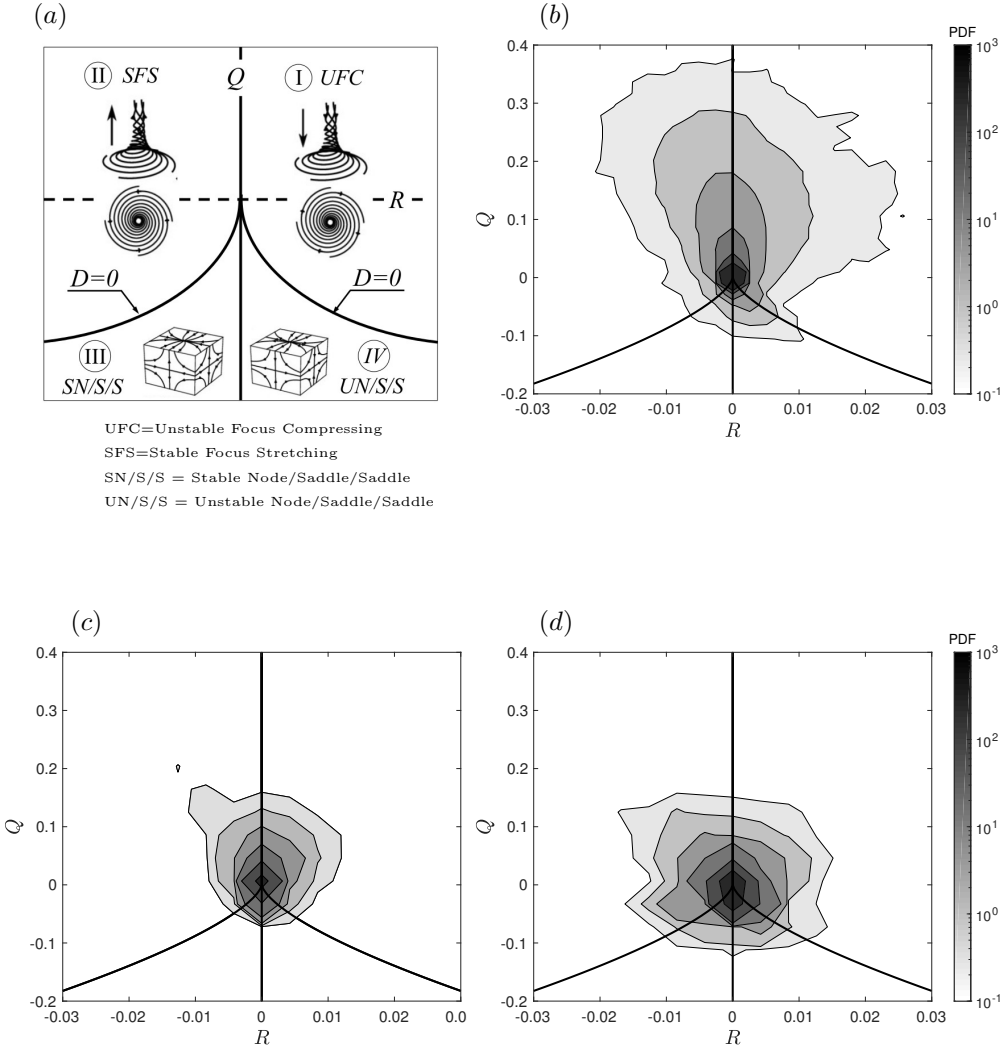 (a)
II SFS
Q
I UFC
R
D=0
D=0
III
SN/S/S
IV
UN/S/S
UFC=Unstable Focus Compressing
SFS=Stable Focus Stretching
SN/S/S = Stable Node/Saddle/Saddle
UN/S/S = Unstable Node/Saddle/Saddle
(b)
PDF
0.4
0.3
0.2
0.1
0
-0.1
-0.2
Q
-0.03 -0.02 -0.01 0 0.01 0.02 0.03
R
10^3
10^2
10^1
10^0
10^-1
(c)
0.4
0.3
0.2
0.1
0
-0.1
-0.2
Q
-0.03 -0.02 -0.01 0 0.01 0.02 0.0
R
(d)
PDF
0.4
0.3
0.2
0.1
0
-0.1
-0.2
Q
-0.03 -0.02 -0.01 0 0.01 0.02 0.03
R
10^3
10^2
10^1
10^0
10^-1